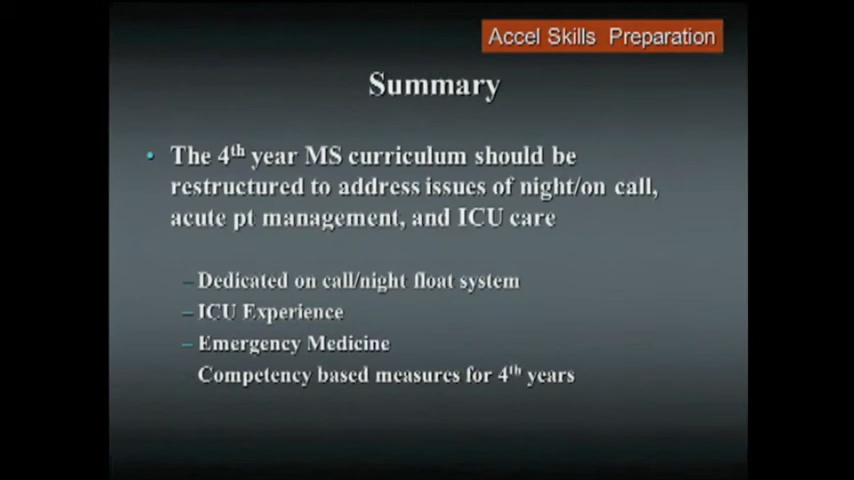 Accel Skills Preparation
Summary
• The 4th year MS curriculum should be
restructured to address issues of night/on call,
acute pt management, and ICU care
– Dedicated on call/night float system
– ICU Experience
– Emergency Medicine
Competency based measures for 4th years